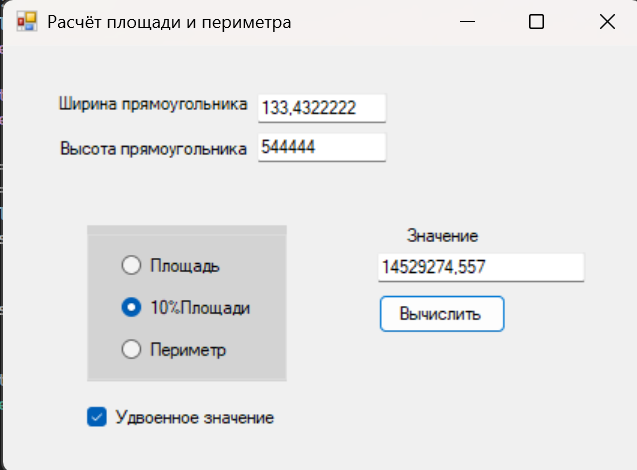 Расчёт площади и периметра
Ширина прямоугольника 133,4322222
Высота прямоугольника 544444
Значение
14529274,557
Площадь
10%Площади
Вычислить
Периметр
Удвоенное значение